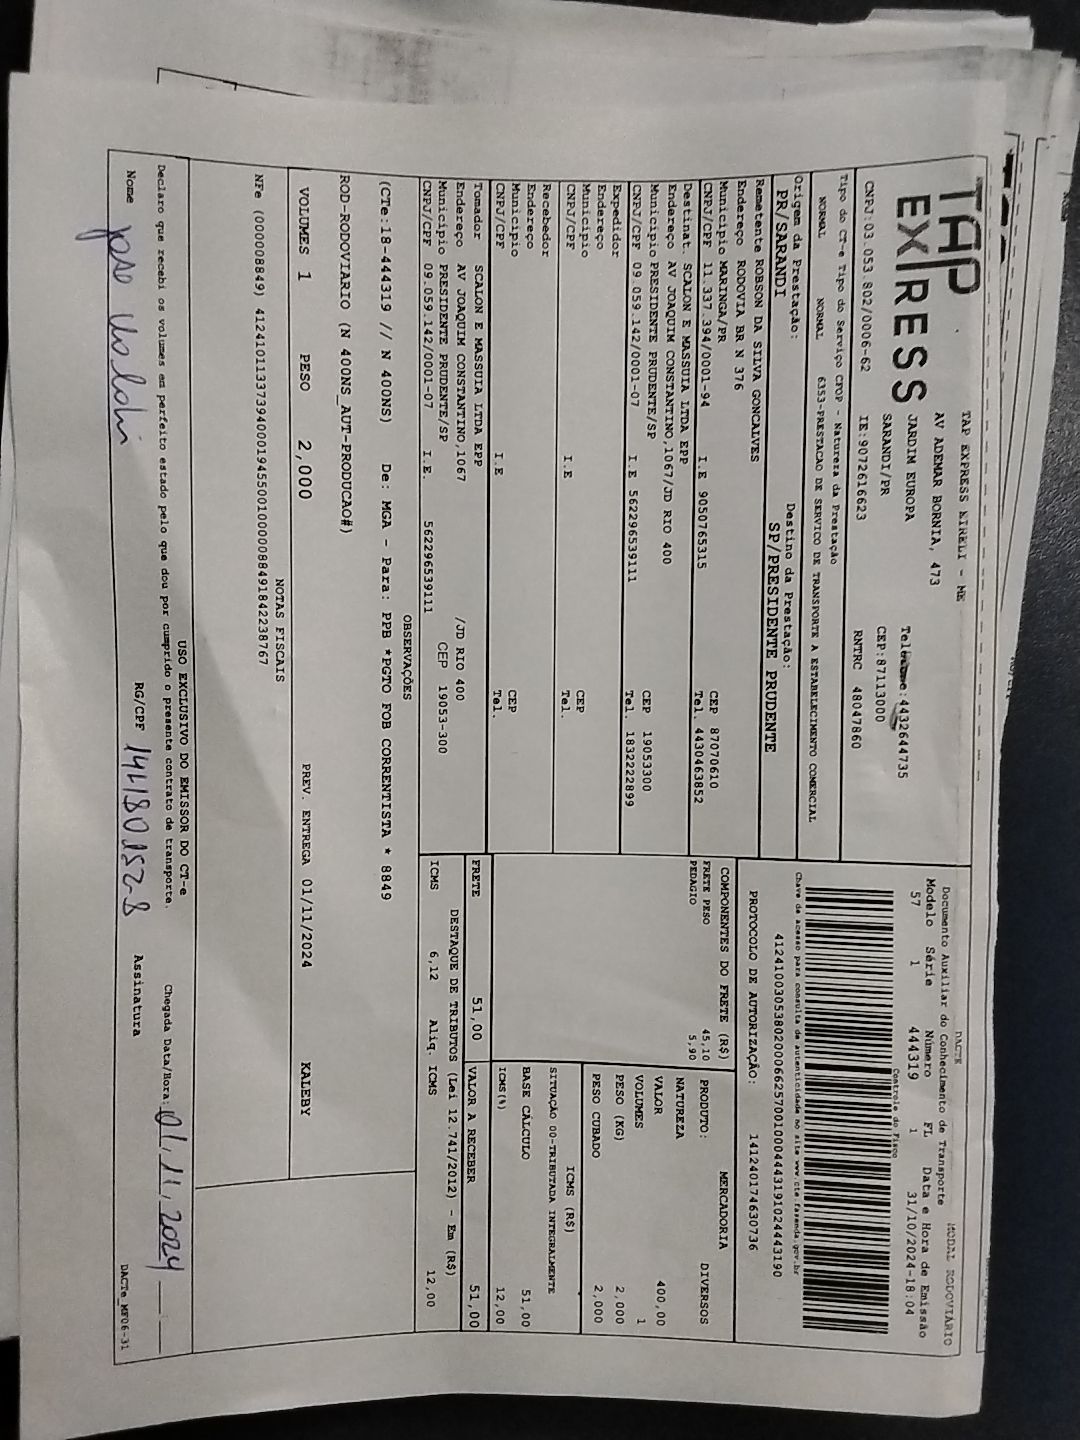 TAP
EXPRESS
TAP EXPRESS EIRELI - ME
AV ADEMAR BORNIA, 473
JARDIM EUROPA
SARANDI/PR
CEP:87113000
CNPJ:03.053.802/0006-62
IE:9072616623
RNTRC 48047860
DACTE
MODAL RODOVIÁRIO
Documento Auxiliar do Conhecimento de Transporte
Modelo Série Número FL Data e Hora de Emissão
57 1 444319 1 31/10/2024-18:04
Controle do Fisco
Chave de acesso para consulta de autenticidade no site www.cte.fazenda.gov.br
41241003053802000662570010004443191024443190
PROTOCOLO DE AUTORIZAÇÃO: 141240174630736
Tipo do CT-e Tipo do Serviço CFOP - Natureza da Prestação
NORMAL NORMAL 6353-PRESTACAO DE SERVICO DE TRANSPORTE A ESTABELECIMENTO COMERCIAL
Origem da Prestação: Destino da Prestação:
PR/SARANDI SP/PRESIDENTE PRUDENTE
Remetente ROBSON DA SILVA GONCALVES
Endereço RODOVIA BR N 376
Município MARINGA/PR CEP 87070610
CNPJ/CPF 11.337.394/0001-94 I.E 9050765315 Tel. 4430463852
Destinat. SCALON E MASSUIA LTDA EPP
Endereço AV JOAQUIM CONSTANTINO,1067/JD RIO 400
Município PRESIDENTE PRUDENTE/SP CEP 19053300
CNPJ/CPF 09.059.142/0001-07 I.E 562296539111 Tel. 1832222899
Expedidor
Endereço
Município CEP
CNPJ/CPF I.E Tel.
Recebedor
Endereço
Município CEP
CNPJ/CPF I.E Tel.
Tomador SCALON E MASSUIA LTDA EPP
Endereço AV JOAQUIM CONSTANTINO,1067 /JD RIO 400
Município PRESIDENTE PRUDENTE/SP CEP 19053-300
CNPJ/CPF 09.059.142/0001-07 I.E. 562296539111
COMPONENTES DO FRETE (R$)
FRETE PESO 45,10
PEDAGIO 5,90
MERCADORIA
PRODUTO: DIVERSOS
NATUREZA
VALOR 400,00
VOLUMES 1
PESO (KG) 2,000
PESO CUBADO 2,000
ICMS (R$)
SITUAÇÃO 00-TRIBUTADA INTEGRALMENTE
BASE CÁLCULO 51,00
ICMS(%) 12,00
FRETE 51,00 VALOR A RECEBER 51,00
DESTAQUE DE TRIBUTOS (Lei 12.741/2012) - Em (R$)
ICMS 6,12 Aliq. ICMS 12,00
OBSERVAÇÕES
(CTe:18-444319 // N 400NS) De: MGA - Para: PPB *PGTO FOB CORRENTISTA * 8849
ROD-RODOVIARIO (N 400NS_AUT-PRODUCAO#)
VOLUMES 1 PESO 2,000 PREV. ENTREGA 01/11/2024 KALEBY
NOTAS FISCAIS
NFe (000008849) 41241011337394000194550010000088491842238767
USO EXCLUSIVO DO EMISSOR DO CT-e
Declaro que recebi os volumes em perfeito estado pelo que dou por cumprido o presente contrato de transporte. Chegada Data/Hora: 01/11/2024
Nome RG/CPF 141180152-8 Assinatura
DACTe_MF06-31